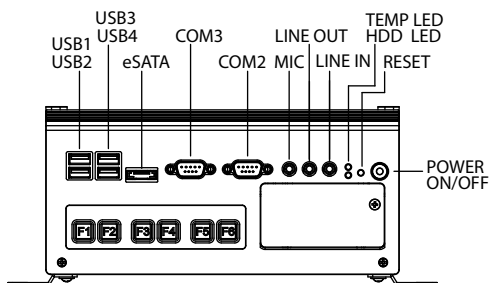 USB3
USB4
USB1
USB2
eSATA
COM3
COM2
LINE OUT
MIC
LINE IN
TEMP LED
HDD LED
RESET
POWER
ON/OFF
F1 F2 F3 F4 F5 F6